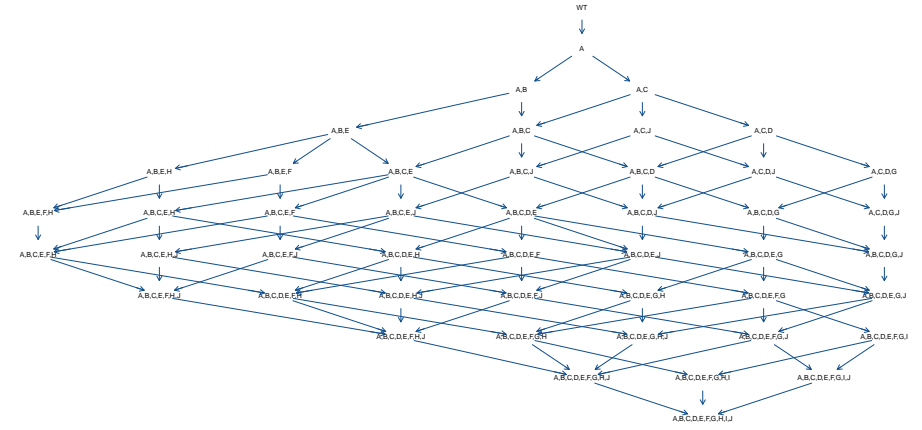 WT
A
A,B A,C
A,B,E A,B,C A,C,J A,C,D
A,B,E,H A,B,E,F A,B,C,E A,B,C,J A,B,C,D A,C,D,J A,C,D,G
A,B,E,F,H A,B,C,E,H A,B,C,E,F A,B,C,E,J A,B,C,D,E A,B,C,D,J A,B,C,D,G A,C,D,G,J
A,B,C,E,F,H A,B,C,E,H,J A,B,C,E,F,J A,B,C,D,E,H A,B,C,D,E,F A,B,C,D,E,J A,B,C,D,E,G A,B,C,D,G,J
A,B,C,E,F,H,J A,B,C,D,E,F,H A,B,C,D,E,H,J A,B,C,D,E,F,J A,B,C,D,E,G,H A,B,C,D,E,F,G A,B,C,D,E,G,J
A,B,C,D,E,F,H,J A,B,C,D,E,F,G,H A,B,C,D,E,G,H,J A,B,C,D,E,F,G,J A,B,C,D,E,F,G,I
A,B,C,D,E,F,G,H,J A,B,C,D,E,F,G,H,I A,B,C,D,E,F,G,I,J
A,B,C,D,E,F,G,H,I,J